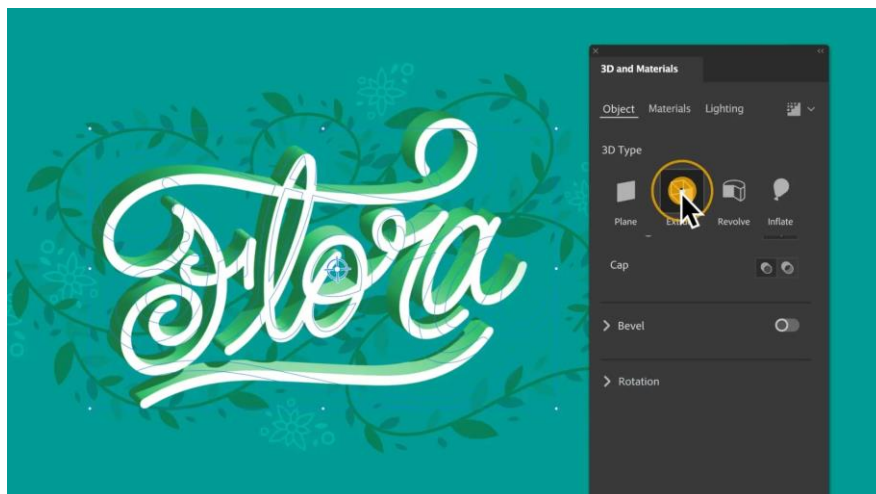 Flora
3D and Materials
Object Materials Lighting
3D Type
Plane Revolve Inflate
Cap
Bevel
Rotation